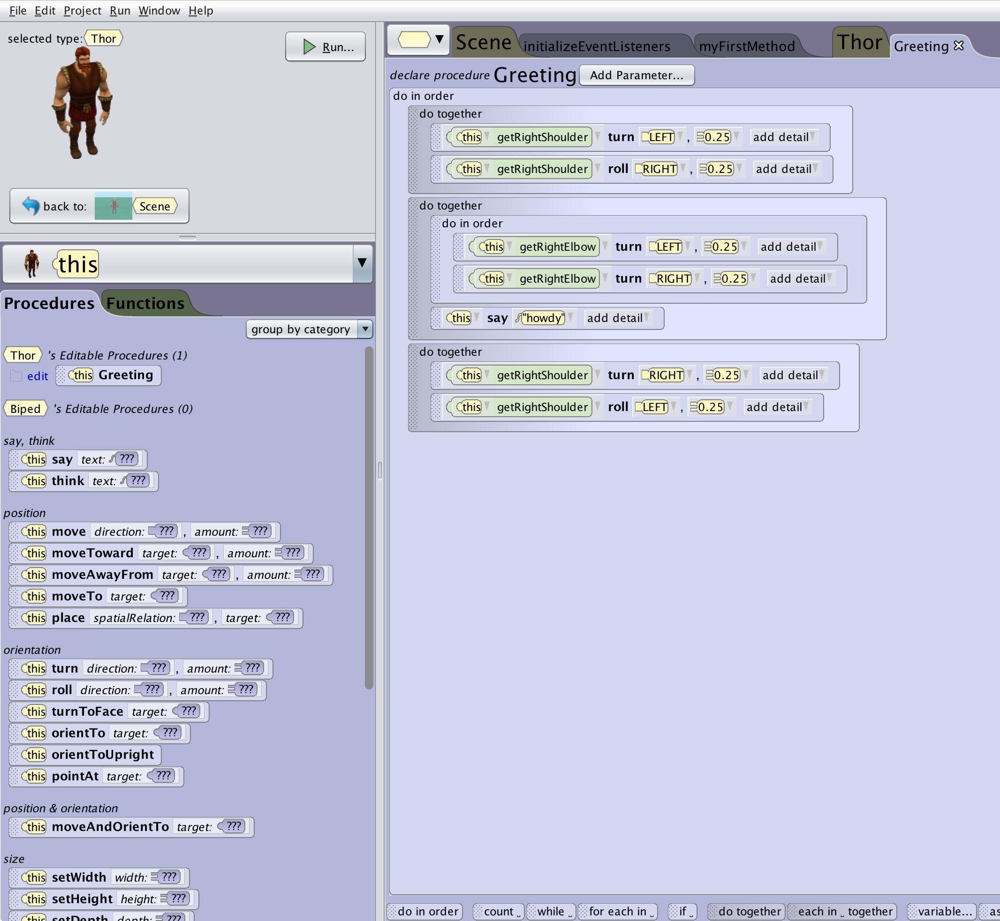 File Edit Project Run Window Help
selected type: Thor
Run...
back to: Scene
this
Procedures Functions
group by category
Thor 's Editable Procedures (1)
edit this Greeting
Biped 's Editable Procedures (0)
say, think
this say text: ???
this think text: ???
position
this move direction: ???, amount: ???
this moveToward target: ???, amount: ???
this moveAwayFrom target: ???, amount: ???
this moveTo target: ???
this place spatialRelation: ???, target: ???
orientation
this turn direction: ???, amount: ???
this roll direction: ???, amount: ???
this turnToFace target: ???
this orientTo target: ???
this orientToUpright
this pointAt target: ???
position & orientation
this moveAndOrientTo target: ???
size
this setWidth width: ???
this setHeight height: ???
this setDepth depth: ???
Scene initializeEventListeners myFirstMethod Thor Greeting
declare procedure Greeting Add Parameter...
do in order
do together
this getRightShoulder turn LEFT, 0.25 add detail
this getRightShoulder roll RIGHT, 0.25 add detail
do together
do in order
this getRightElbow turn LEFT, 0.25 add detail
this getRightElbow turn RIGHT, 0.25 add detail
this say "howdy" add detail
do together
this getRightShoulder turn RIGHT, 0.25 add detail
this getRightShoulder roll LEFT, 0.25 add detail
do in order count while for each in if do together each in together variable...